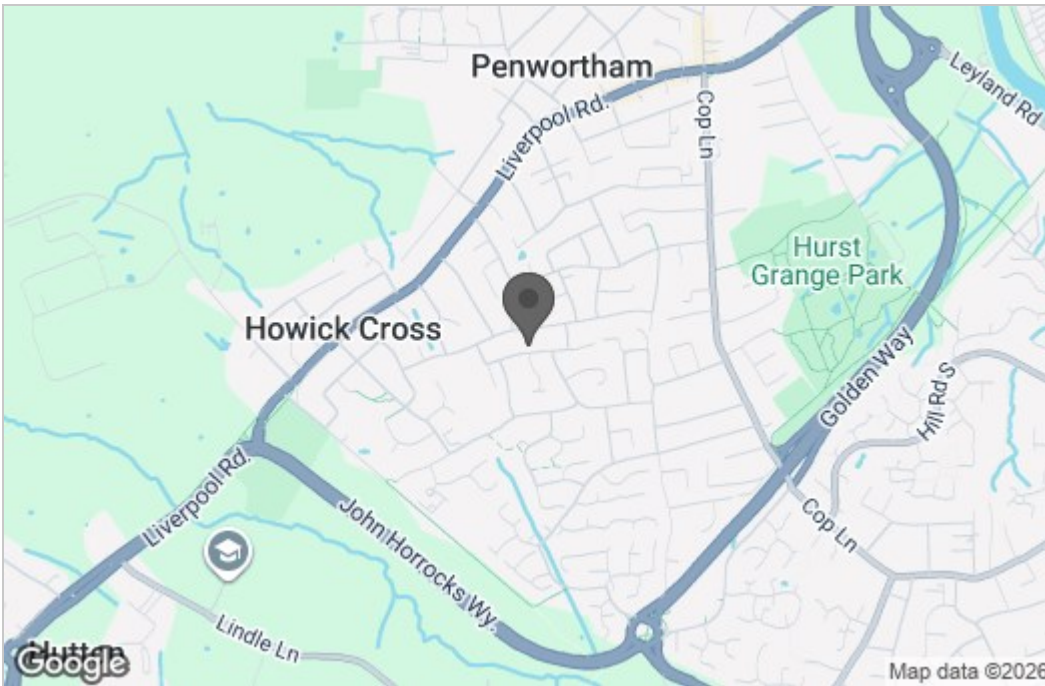 Penwortham
Liverpool Rd.
Cop Ln
Leyland Rd
Hurst
Grange Park
Howick Cross
Golden Way
Hill Rd S
Liverpool Rd.
John Horrocks Wy.
Cop Ln
Lindle Ln
Hutton
Google
Map data ©2026